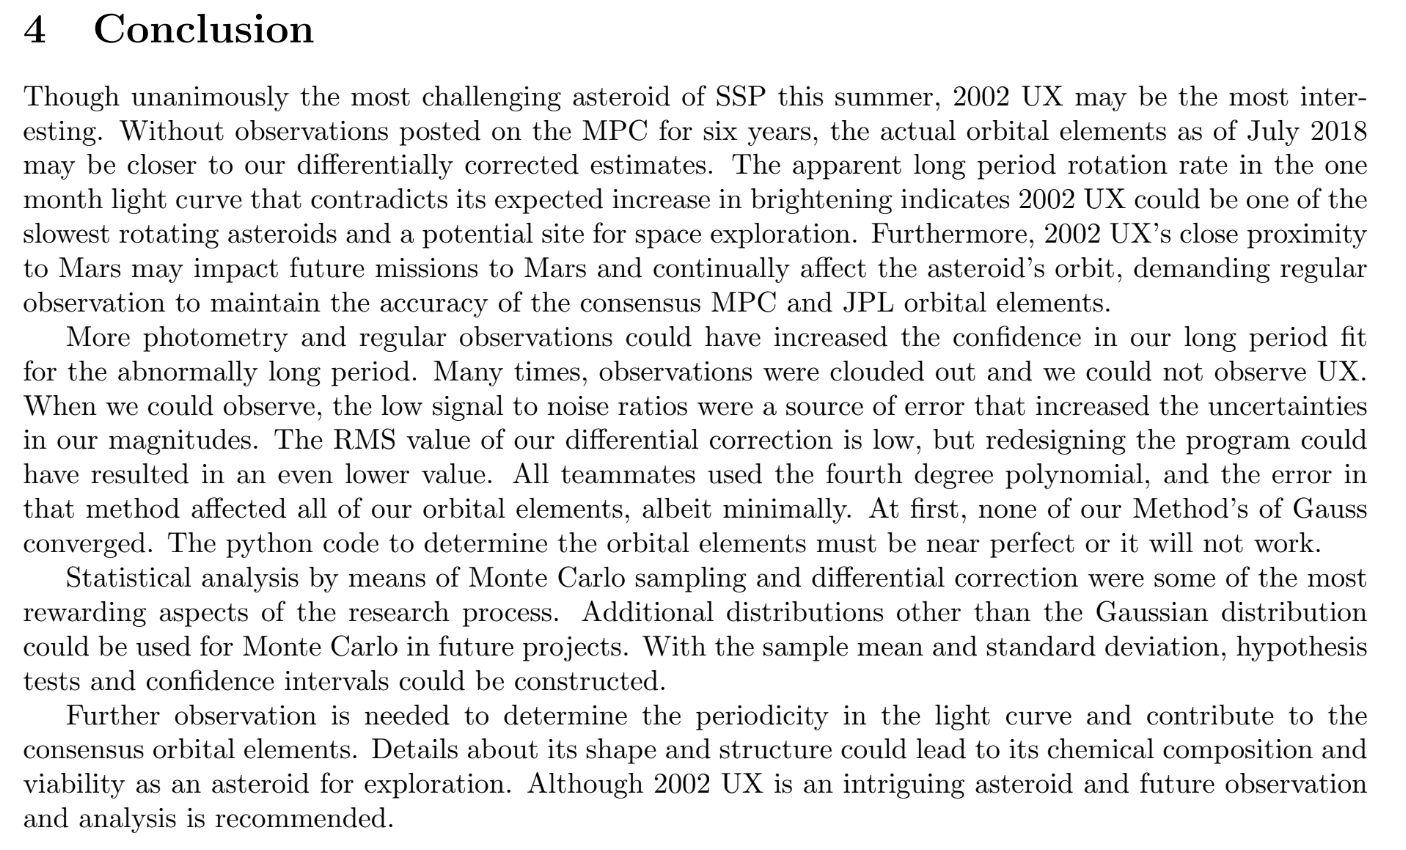 4 Conclusion
Though unanimously the most challenging asteroid of SSP this summer, 2002 UX may be the most inter-
esting. Without observations posted on the MPC for six years, the actual orbital elements as of July 2018
may be closer to our differentially corrected estimates. The apparent long period rotation rate in the one
month light curve that contradicts its expected increase in brightening indicates 2002 UX could be one of the
slowest rotating asteroids and a potential site for space exploration. Furthermore, 2002 UX's close proximity
to Mars may impact future missions to Mars and continually affect the asteroid's orbit, demanding regular
observation to maintain the accuracy of the consensus MPC and JPL orbital elements.
More photometry and regular observations could have increased the confidence in our long period fit
for the abnormally long period. Many times, observations were clouded out and we could not observe UX.
When we could observe, the low signal to noise ratios were a source of error that increased the uncertainties
in our magnitudes. The RMS value of our differential correction is low, but redesigning the program could
have resulted in an even lower value. All teammates used the fourth degree polynomial, and the error in
that method affected all of our orbital elements, albeit minimally. At first, none of our Method's of Gauss
converged. The python code to determine the orbital elements must be near perfect or it will not work.
Statistical analysis by means of Monte Carlo sampling and differential correction were some of the most
rewarding aspects of the research process. Additional distributions other than the Gaussian distribution
could be used for Monte Carlo in future projects. With the sample mean and standard deviation, hypothesis
tests and confidence intervals could be constructed.
Further observation is needed to determine the periodicity in the light curve and contribute to the
consensus orbital elements. Details about its shape and structure could lead to its chemical composition and
viability as an asteroid for exploration. Although 2002 UX is an intriguing asteroid and future observation
and analysis is recommended.